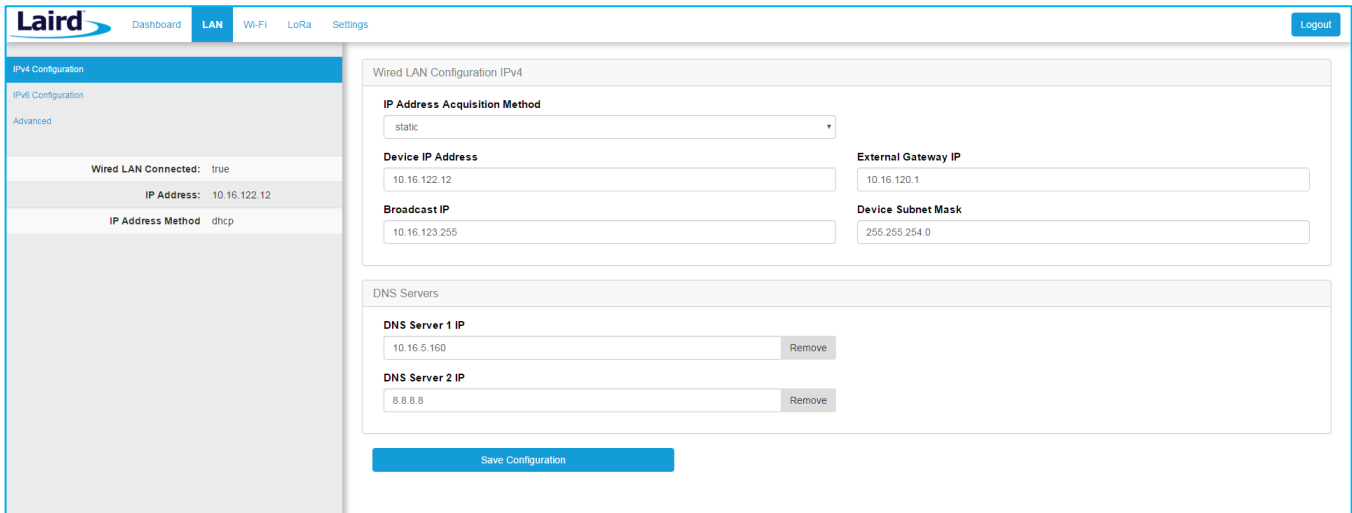 Laird
Dashboard LAN Wi-Fi LoRa Settings Logout
IPv4 Configuration
IPv6 Configuration
Advanced
Wired LAN Connected: true
IP Address: 10.16.122.12
IP Address Method dhcp
Wired LAN Configuration IPv4
IP Address Acquisition Method
static
Device IP Address External Gateway IP
10.16.122.12 10.16.120.1
Broadcast IP Device Subnet Mask
10.16.123.255 255.255.254.0
DNS Servers
DNS Server 1 IP
10.16.5.160 Remove
DNS Server 2 IP
8.8.8.8 Remove
Save Configuration